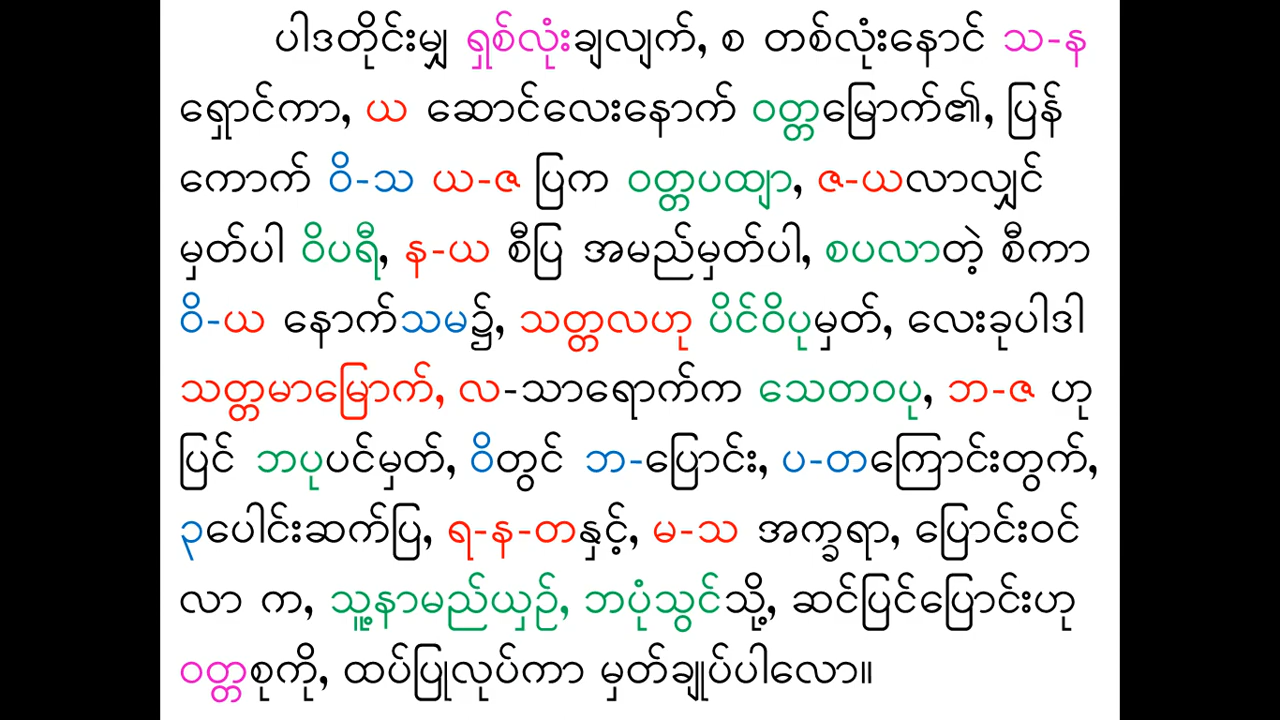 ပါဒတိုင်းမျှ ရှစ်လုံးချလျက်, စ တစ်လုံးနောင် သ-န
ရှောင်ကာ, ယ ဆောင်လေးနောက် ဝတ္တမြောက်၏, ပြန်
ကောက် ဝိ-သ ယ-ဇ ပြက ဝတ္တပထျာ, ဇ-ယလာလျှင်
မှတ်ပါ ဝိပရီ, န-ယ စီပြ အမည်မှတ်ပါ, စပလာတဲ့ စီကာ
ဝိ-ယ နောက်သမ၌, သတ္တလဟု ပိင်ဝိပုမှတ်, လေးခုပါဒါ
သတ္တမာမြောက်, လ-သာရောက်က သေတဝပု, ဘ-ဇ ဟု
ပြင် ဘပုပင်မှတ်, ဝိတွင် ဘ-ပြောင်း, ပ-တကြောင်းတွက်,
၃ပေါင်းဆက်ပြ, ရ-န-တနှင့်, မ-သ အက္ခရာ, ပြောင်းဝင်
လာ က, သူ့နာမည်ယှဉ်, ဘပုံသွင်သို့, ဆင်ပြင်ပြောင်းဟု
ဝတ္တစုကို, ထပ်ပြုလုပ်ကာ မှတ်ချုပ်ပါလော။